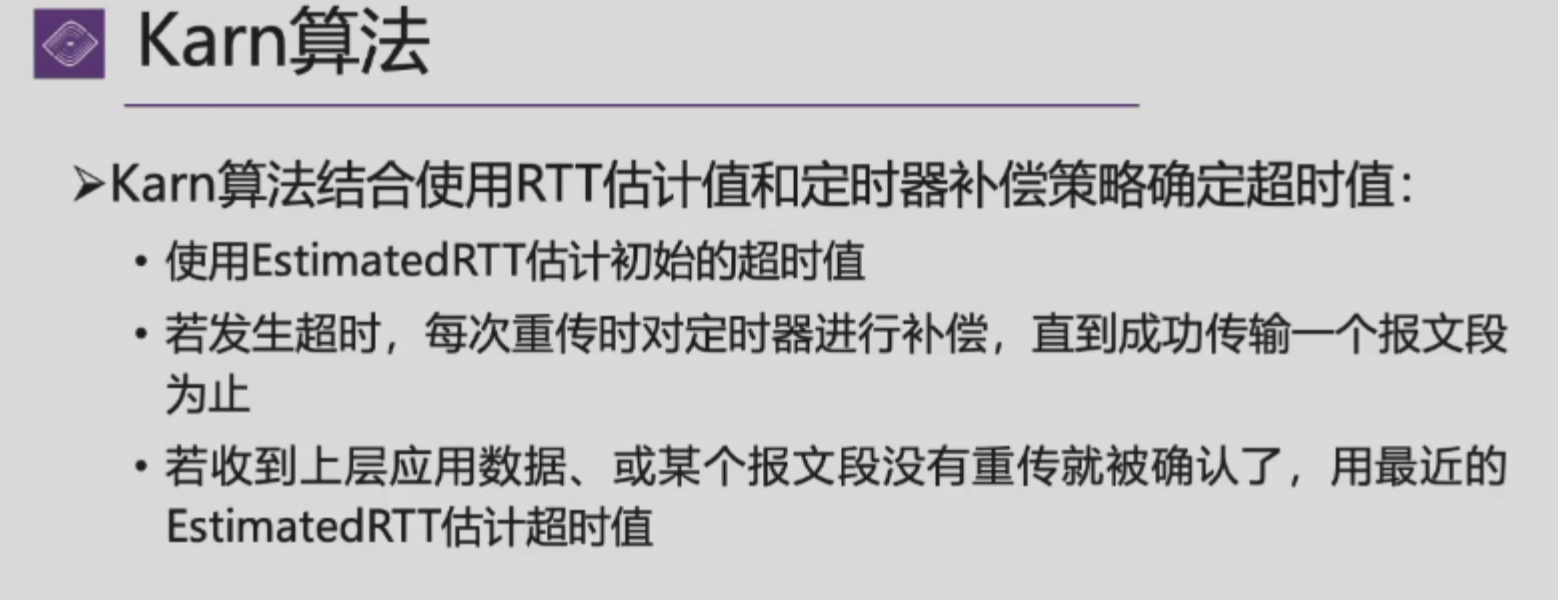 Karn算法
➢Karn算法结合使用RTT估计值和定时器补偿策略确定超时值：
• 使用EstimatedRTT估计初始的超时值
• 若发生超时，每次重传时对定时器进行补偿，直到成功传输一个报文段
为止
• 若收到上层应用数据、或某个报文段没有重传就被确认了，用最近的
EstimatedRTT估计超时值